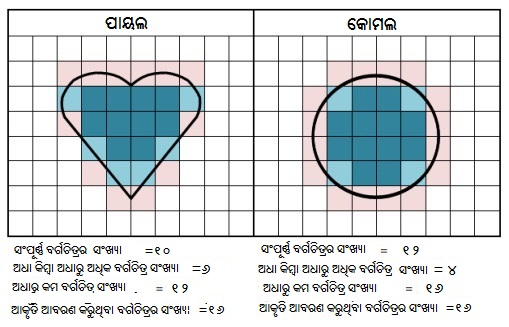 ପାୟଲ
କୋମଲ
ସଂପୂର୍ଣ୍ଣ ବର୍ଗଚିତ୍ରର ସଂଖ୍ୟା =୧୦
ଅଧା କିମ୍ବା ଅଧାରୁ ଅଧିକ ବର୍ଗଚିତ୍ର ସଂଖ୍ୟା =୬
ଅଧାରୁ କମ ବର୍ଗଚିତ୍ ସଂଖ୍ୟା = ୧୨
ଆକୃତି ଆବରଣ କରୁଥିବା ବର୍ଗଚିତ୍ରର ସଂଖ୍ୟା =୧୬
ସଂପୂର୍ଣ୍ଣ ବର୍ଗଚିତ୍ରର ସଂଖ୍ୟା = ୧୨
ଅଧା କିମ୍ବା ଅଧାରୁ ଅଧିକ ବର୍ଗଚିତ୍ର ସଂଖ୍ୟା = ୪
ଅଧାରୁ କମ ବର୍ଗଚିତ୍ର ସଂଖ୍ୟା = ୧୬
ଆକୃତି ଆବରଣ କରୁଥିବା ବର୍ଗଚିତ୍ରର ସଂଖ୍ୟା =୧୬